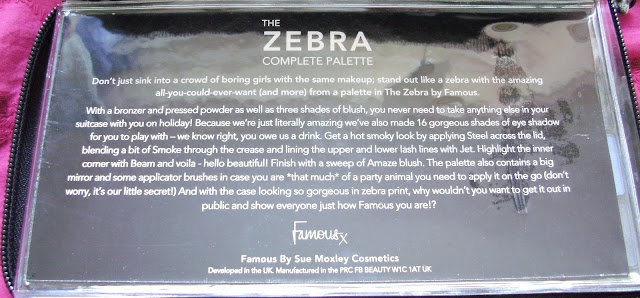 THE
ZEBRA
COMPLETE PALETTE
Don't just sink into a crowd of boring girls with the same makeup; stand out like a zebra with the amazing
all-you-could-ever-want (and more) from a palette in The Zebra by Famous.
With a bronzer and pressed powder as well as three shades of blush, you never need to take anything else in your
suitcase with you on holiday! Because we're just literally amazing we've also made 16 gorgeous shades of eye shadow
for you to play with – we know right, you owe us a drink. Get a hot smoky look by applying Steel across the lid,
blending a bit of Smoke through the crease and lining the upper and lower lash lines with Jet. Highlight the inner
corner with Beam and voila - hello beautiful! Finish with a sweep of Amaze blush. The palette also contains a big
mirror and some applicator brushes in case you are *that much* of a party animal you need to apply it on the go (don't
worry, it's our little secret!) And with the case looking so gorgeous in zebra print, why wouldn't you want to get it out in
public and show everyone just how Famous you are!?
Famous x
Famous By Sue Moxley Cosmetics
Developed in the UK. Manufactured in the PRC FB BEAUTY W1C 1AT UK